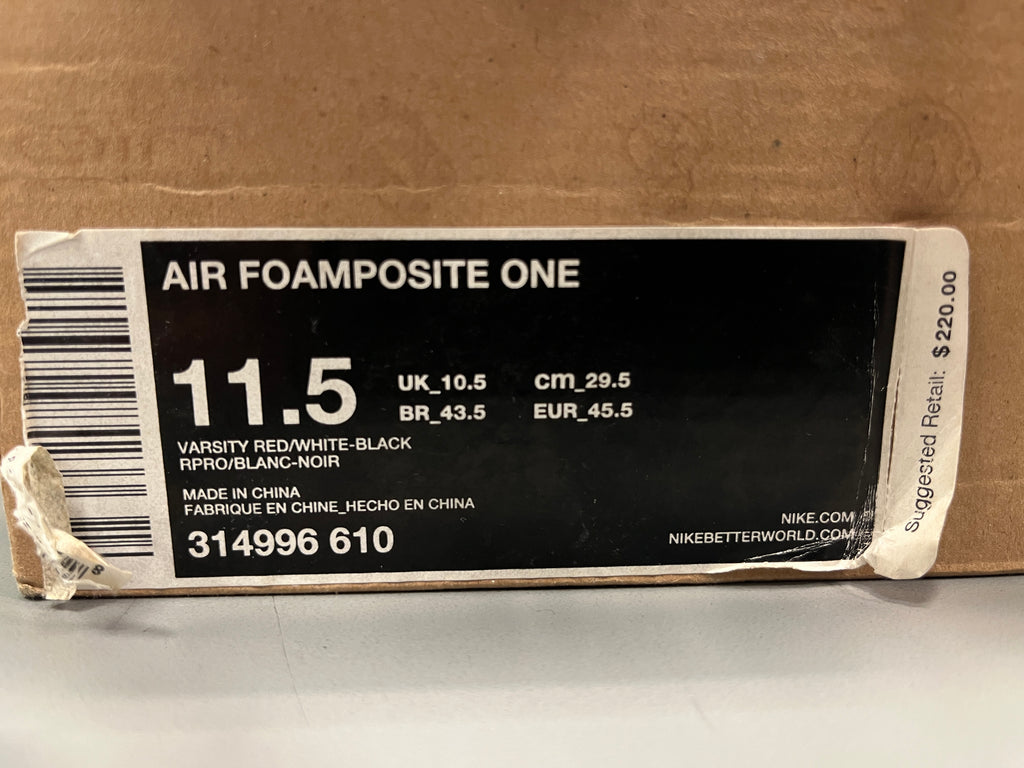 AIR FOAMPOSITE ONE
11.5
UK_10.5 cm_29.5
BR_43.5 EUR_45.5
VARSITY RED/WHITE-BLACK
RPRO/BLANC-NOIR
MADE IN CHINA
FABRIQUE EN CHINE_HECHO EN CHINA
314996 610
NIKE.COM
NIKEBETTERWORLD.COM
Suggested Retail: $220.00